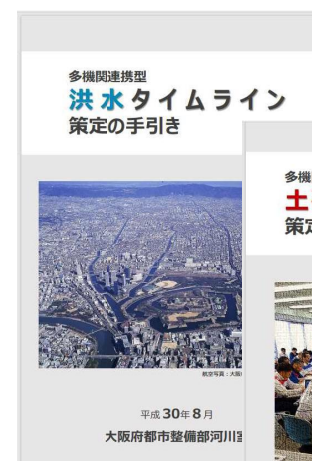 多機関連携型
洪水タイムライン
策定の手引き
航空写真：大阪
平成30年8月
大阪府都市整備部河川室
多機
土
策定